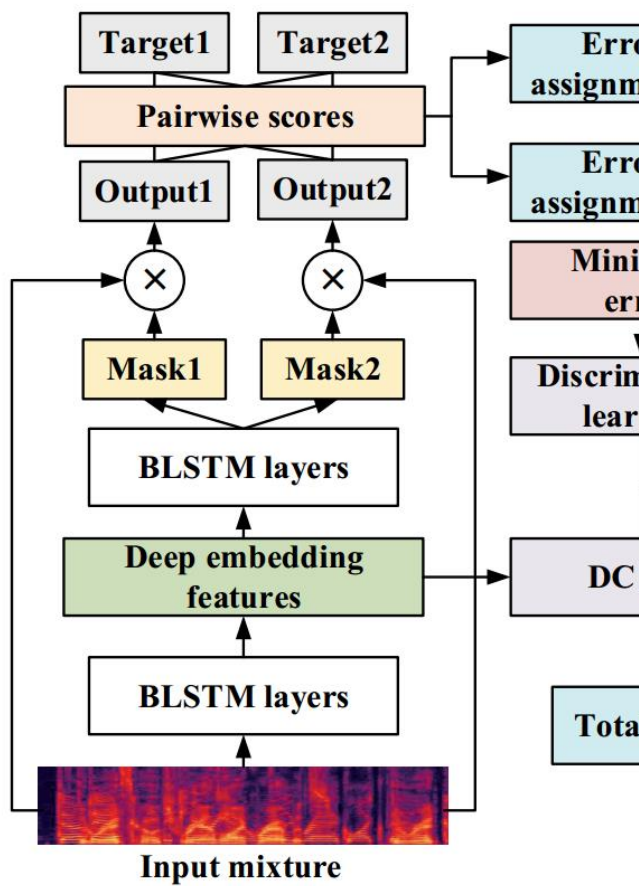 Target1
Target2
Pairwise scores
Output1
Output2
×
×
Mask1
Mask2
BLSTM layers
Deep embedding
features
BLSTM layers
Input mixture
DC